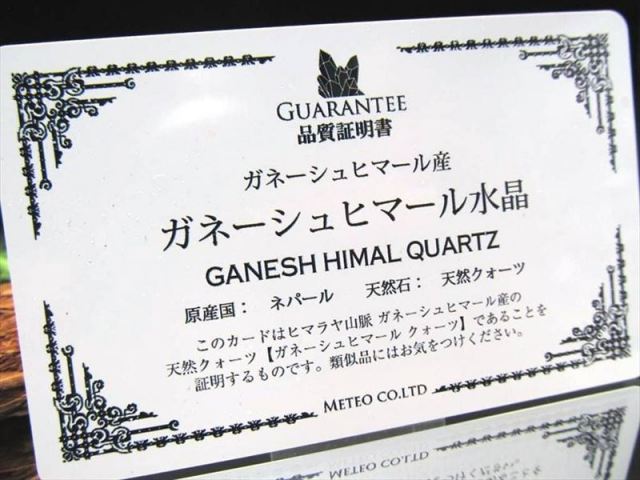 GUARANTEE
品質証明書
ガネーシュヒマール産
ガネーシュヒマール水晶
GANESH HIMAL QUARTZ
原産国： ネパール 天然石： 天然クォーツ
このカードはヒマラヤ山脈 ガネーシュヒマール産の
天然クォーツ【ガネーシュヒマール クォーツ】であることを
証明するものです。類似品にはお気をつけください。
METEO CO.LTD
METEO CO.LTD